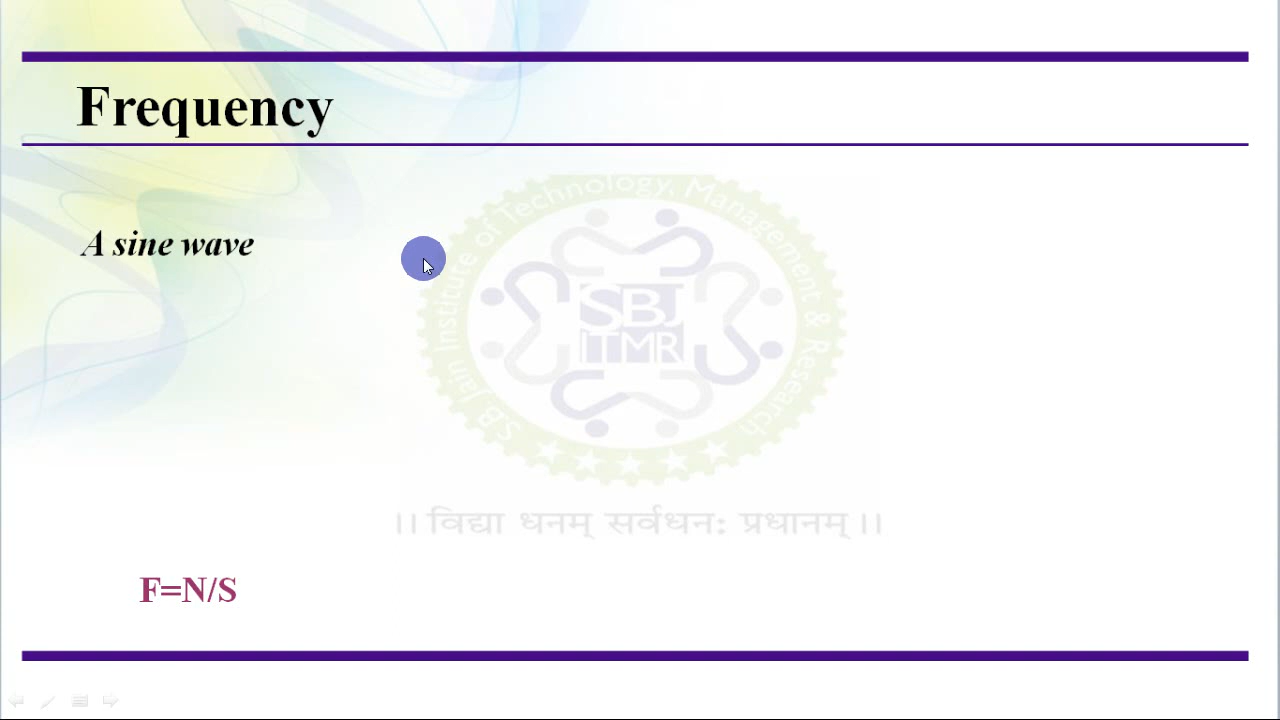 Frequency
A sine wave
S.B. Jain Institute of Technology, Management & Research
SBJ
ITMR
।। विद्या धनम् सर्वधनः प्रधानम् ।।
F=N/S